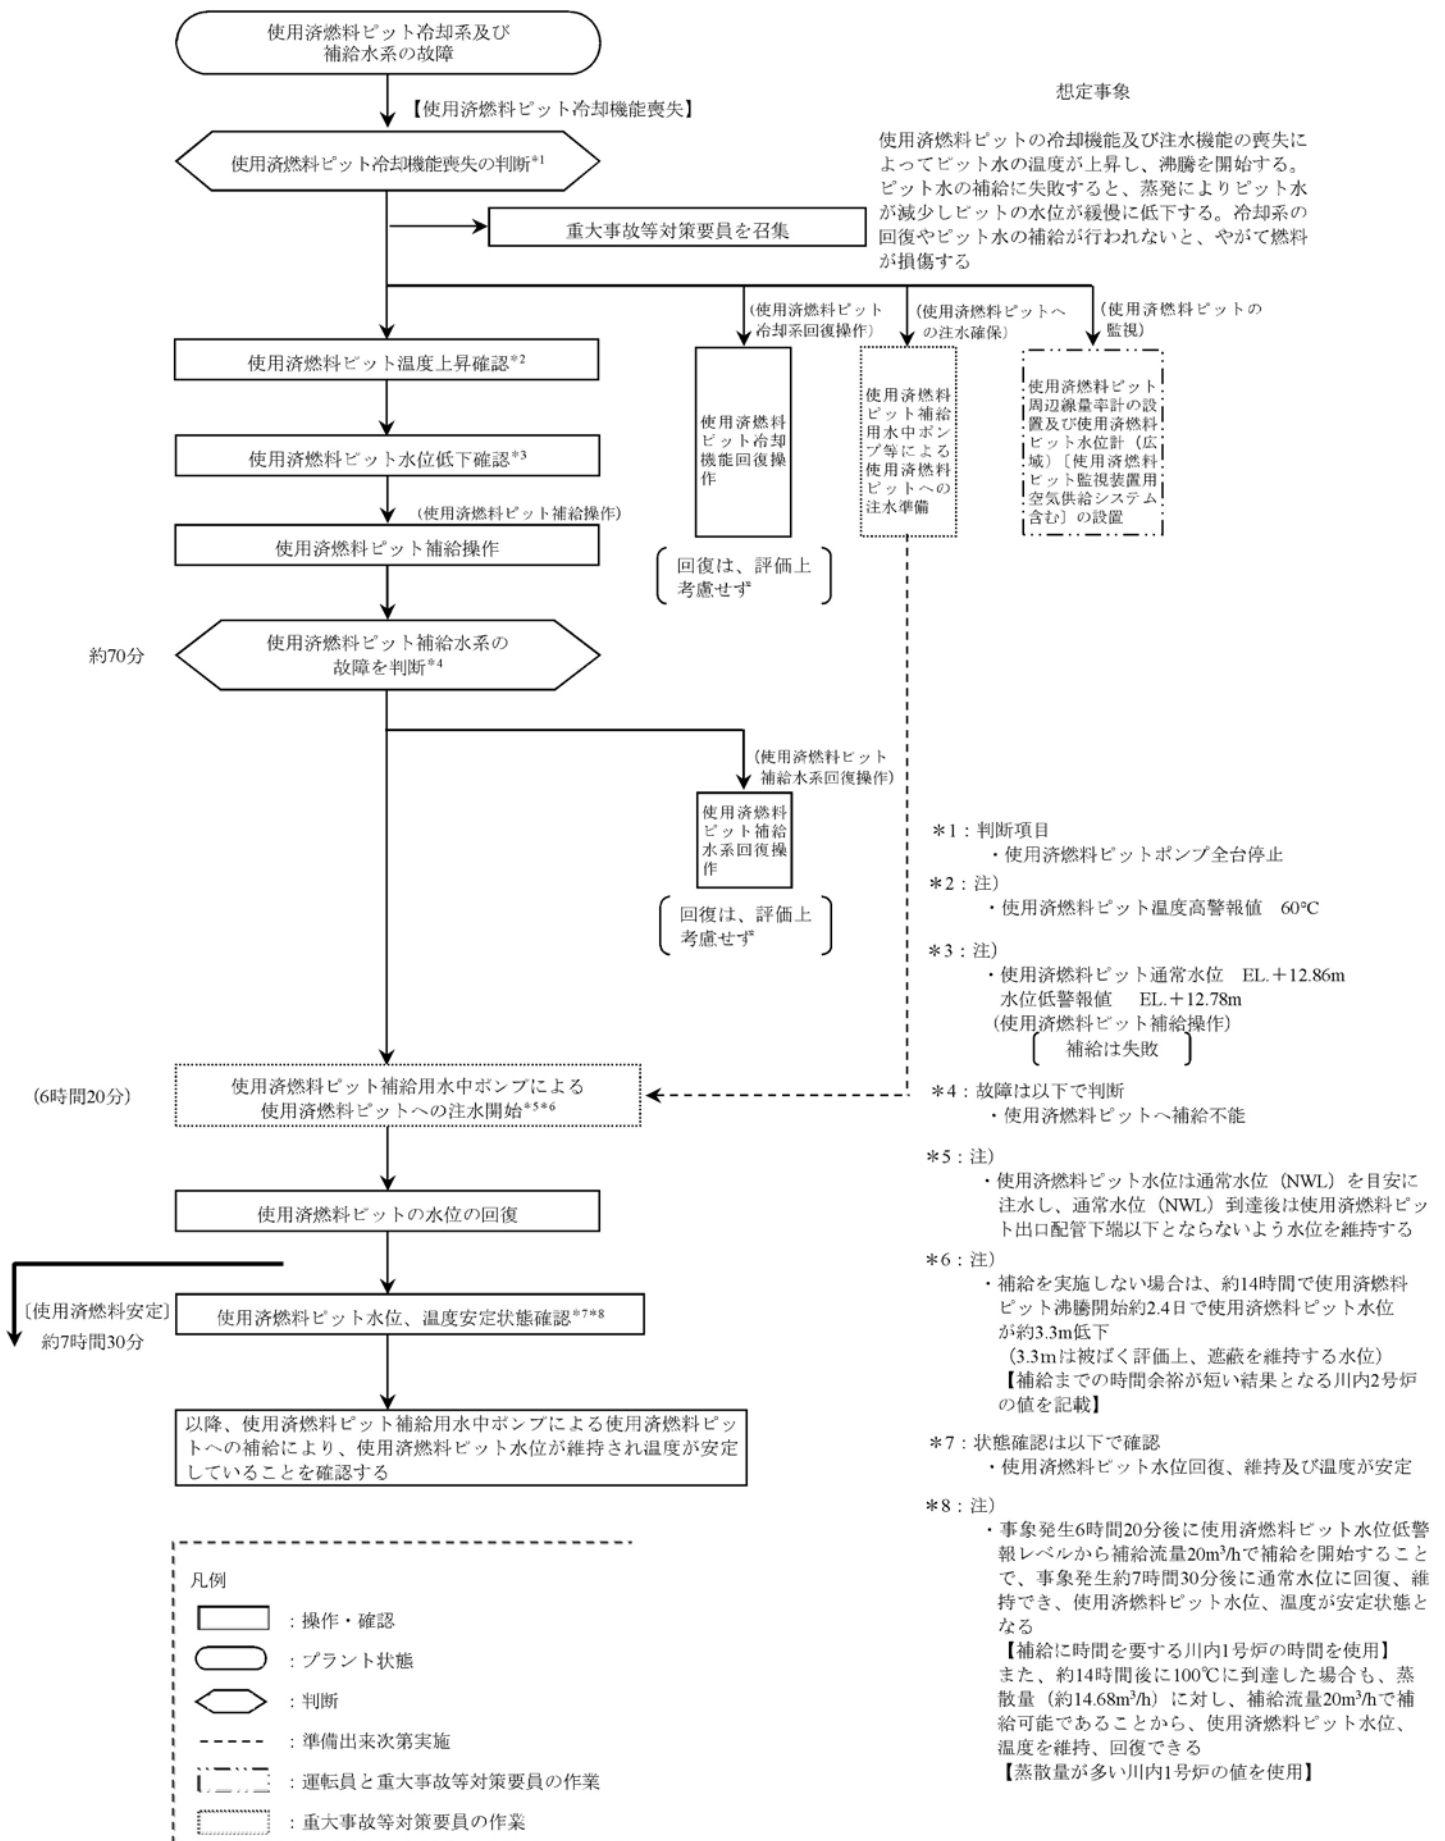 使用済燃料ピット冷却系及び
補給水系の故障
【使用済燃料ピット冷却機能喪失】
使用済燃料ピット冷却機能喪失の判断*1
重大事故等対策要員を召集
想定事象
使用済燃料ピットの冷却機能及び注水機能の喪失に
よってピット水の温度が上昇し、沸騰を開始する。
ピット水の補給に失敗すると、蒸発によりピット水
が減少しピットの水位が緩慢に低下する。冷却系の
回復やピット水の補給が行われないと、やがて燃料
が損傷する
(使用済燃料ピット
冷却系回復操作)
(使用済燃料ピットへ
の注水確保)
(使用済燃料ピットの
監視)
使用済燃料ピット温度上昇確認*2
使用済燃料ピット水位低下確認*3
(使用済燃料ピット補給操作)
使用済燃料ピット補給操作
使用済燃料
ピット冷却
機能回復操
作
回復は、評価上
考慮せず
使用済燃料
ピット補給
用水中ポン
プ等による
使用済燃料
ピットへの
注水準備
使用済燃料ピット
周辺線量率計の設
置及び使用済燃料
ピット水位計（広
域）〔使用済燃料
ピット監視装置用
空気供給システム
含む〕の設置
約70分
使用済燃料ピット補給水系の
故障を判断*4
(使用済燃料ピット
補給水系回復操作)
使用済燃料
ピット補給
水系回復操
作
回復は、評価上
考慮せず
(6時間20分)
使用済燃料ピット補給用水中ポンプによる
使用済燃料ピットへの注水開始*5*6
使用済燃料ピットの水位の回復
〔使用済燃料安定〕
約7時間30分
使用済燃料ピット水位、温度安定状態確認*7*8
以降、使用済燃料ピット補給用水中ポンプによる使用済燃料ピッ
トへの補給により、使用済燃料ピット水位が維持され温度が安定
していることを確認する
＊1：判断項目
・使用済燃料ピットポンプ全台停止
＊2：注)
・使用済燃料ピット温度高警報値　60℃
＊3：注)
・使用済燃料ピット通常水位　EL.＋12.86m
水位低警報値　EL.＋12.78m
(使用済燃料ピット補給操作)
補給は失敗
＊4：故障は以下で判断
・使用済燃料ピットへ補給不能
＊5：注)
・使用済燃料ピット水位は通常水位（NWL）を目安に
注水し、通常水位（NWL）到達後は使用済燃料ピッ
ト出口配管下端以下とならないよう水位を維持する
＊6：注)
・補給を実施しない場合は、約14時間で使用済燃料
ピット沸騰開始約2.4日で使用済燃料ピット水位
が約3.3m低下
（3.3mは被ばく評価上、遮蔽を維持する水位）
【補給までの時間余裕が短い結果となる川内2号炉
の値を記載】
＊7：状態確認は以下で確認
・使用済燃料ピット水位回復、維持及び温度が安定
＊8：注)
・事象発生6時間20分後に使用済燃料ピット水位低警
報レベルから補給流量20m³/hで補給を開始すること
で、事象発生約7時間30分後に通常水位に回復、維
持でき、使用済燃料ピット水位、温度が安定状態と
なる
【補給に時間を要する川内1号炉の時間を使用】
また、約14時間後に100℃に到達した場合も、蒸
散量（約14.68m³/h）に対し、補給流量20m³/hで補
給可能であることから、使用済燃料ピット水位、
温度を維持、回復できる
【蒸散量が多い川内1号炉の値を使用】
凡例
：操作・確認
：プラント状態
：判断
：準備出来次第実施
：運転員と重大事故等対策要員の作業
：重大事故等対策要員の作業